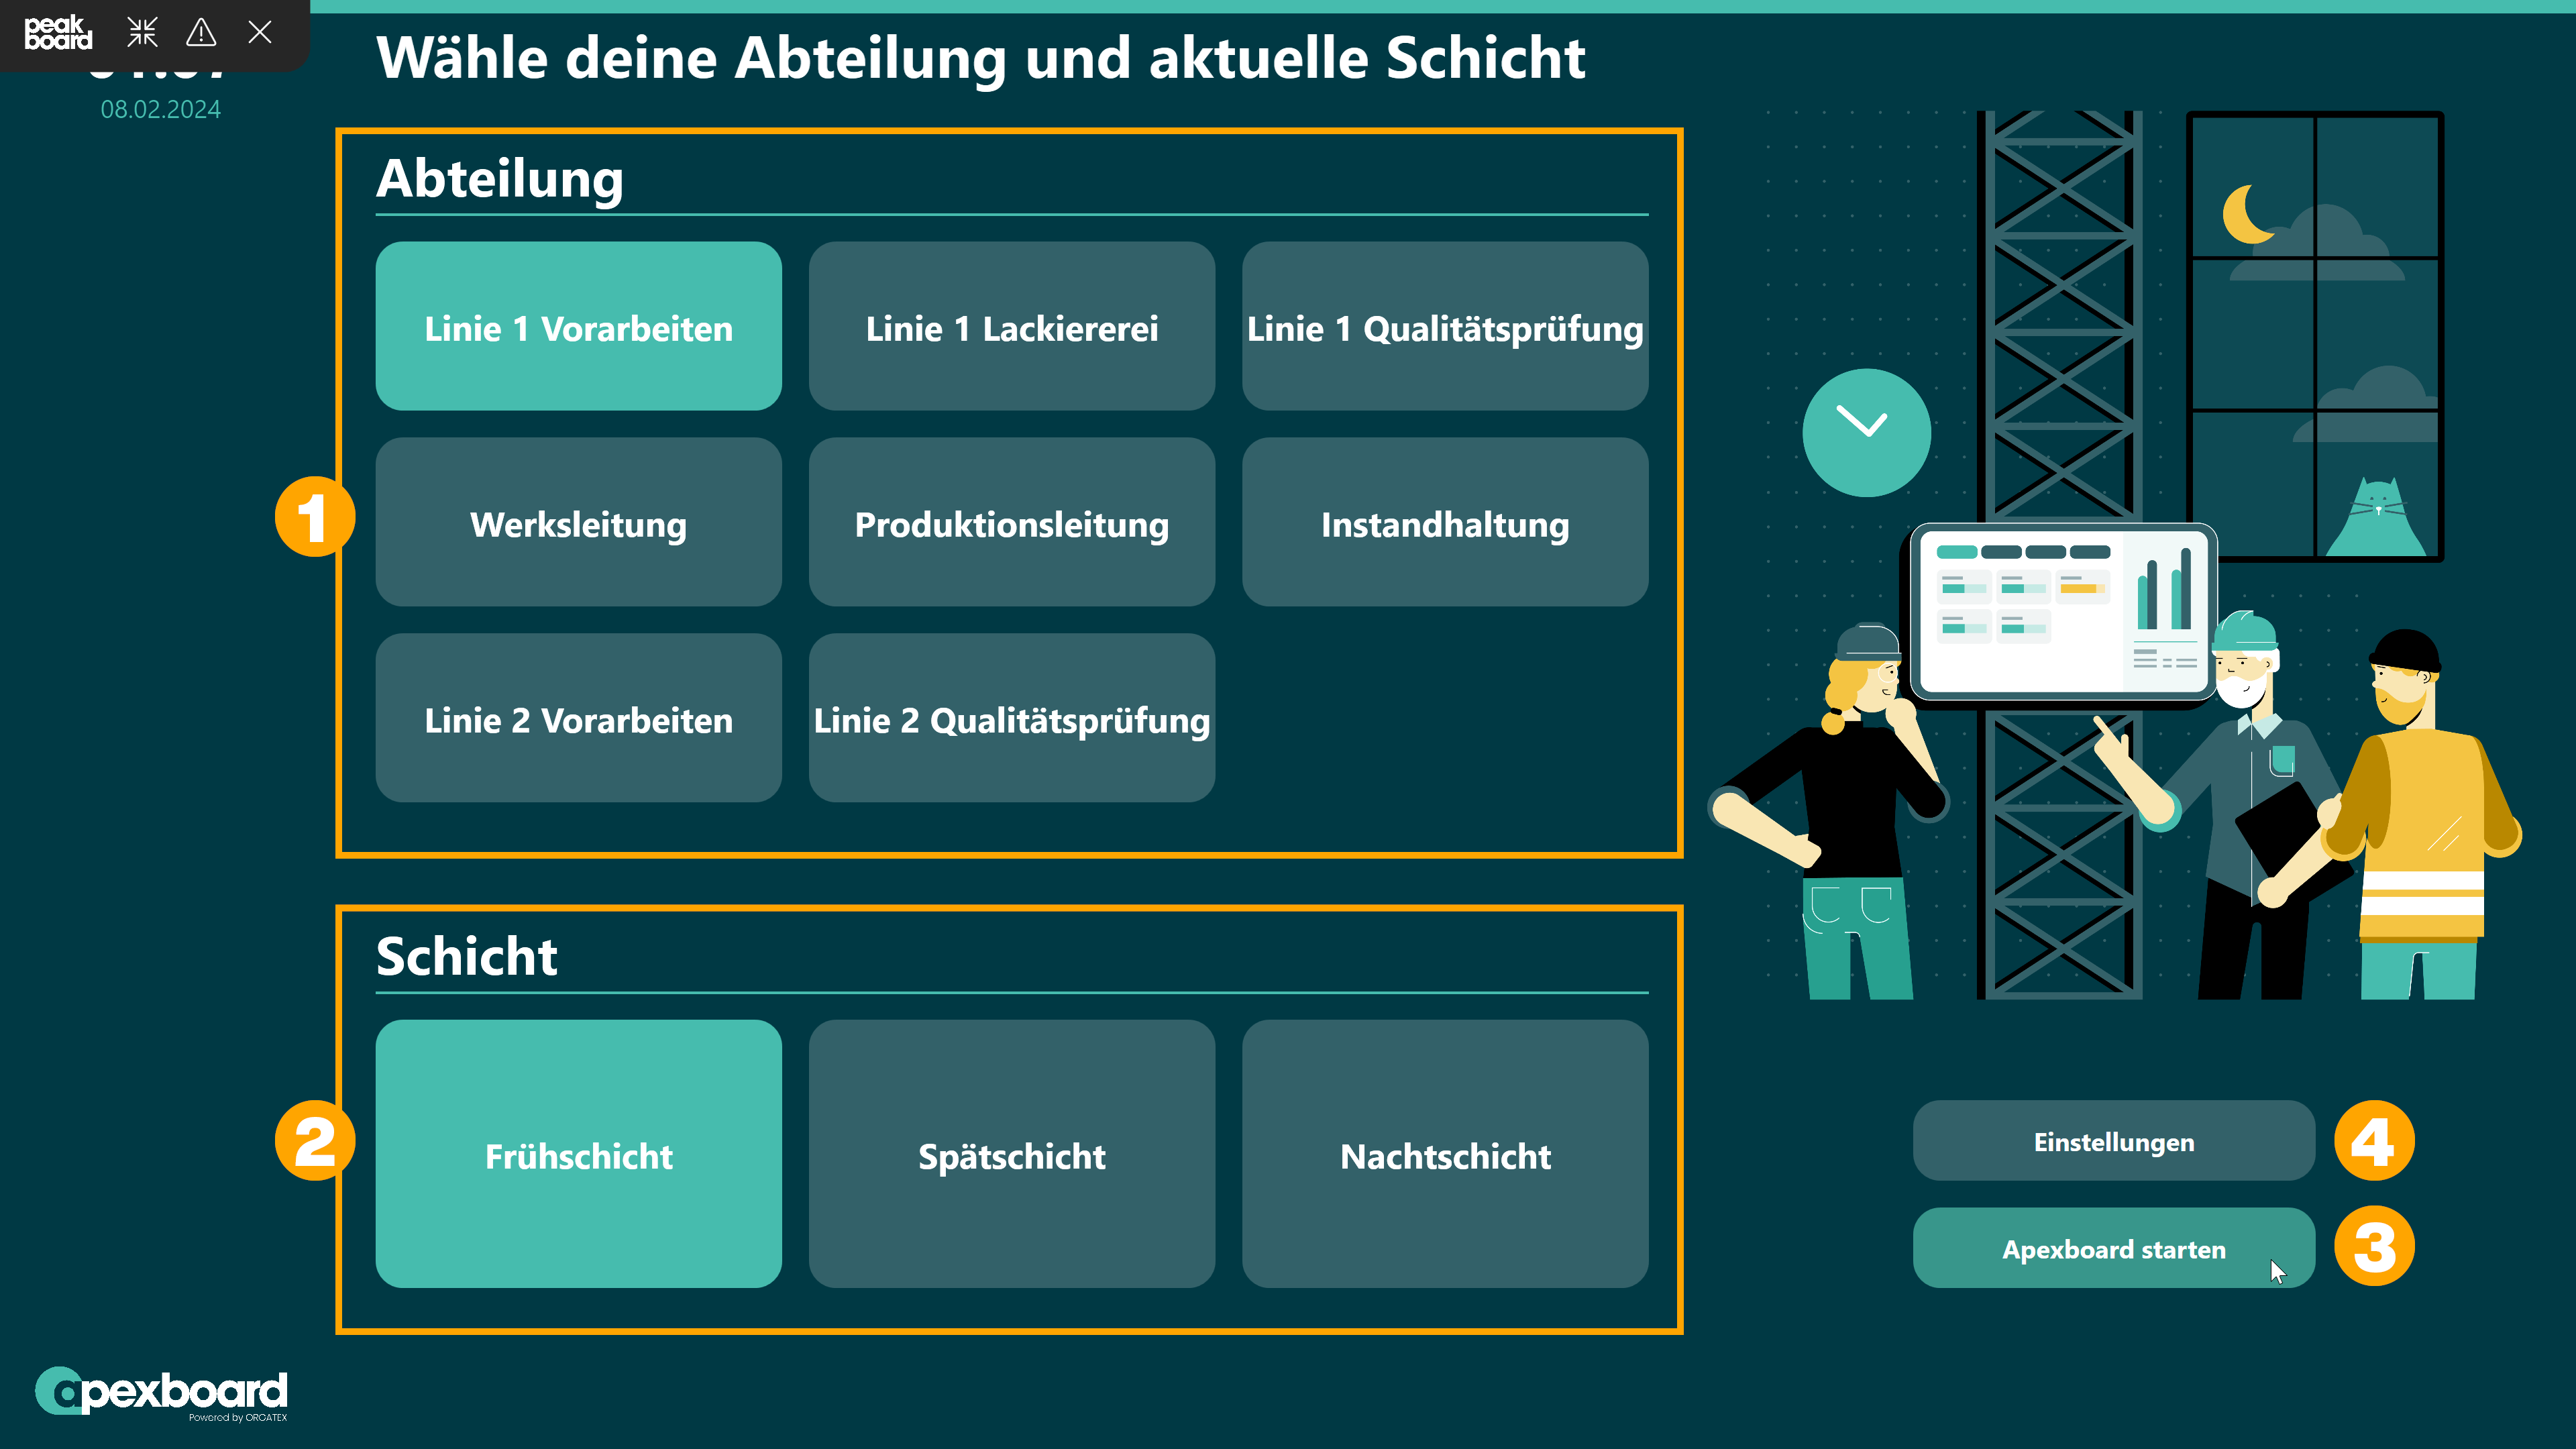 peak
board
08.02.2024
Wähle deine Abteilung und aktuelle Schicht
Abteilung
Linie 1 Vorarbeiten
Linie 1 Lackiererei
Linie 1 Qualitätsprüfung
1
Werksleitung
Produktionsleitung
Instandhaltung
Linie 2 Vorarbeiten
Linie 2 Qualitätsprüfung
Schicht
2
Frühschicht
Spätschicht
Nachtschicht
Einstellungen
4
Apexboard starten
3
apexboard
Powered by ORCATEX